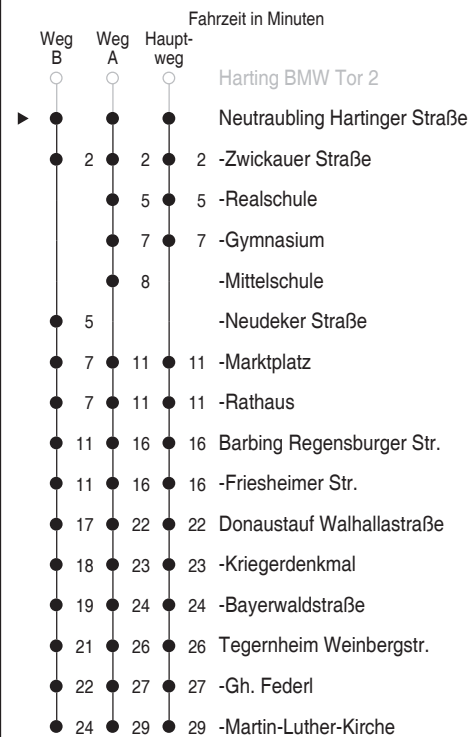 Fahrzeit in Minuten
Weg B Weg A Haupt-weg
Harting BMW Tor 2
Neutraubling Hartinger Straße
2 2 2 -Zwickauer Straße
5 5 -Realschule
7 7 -Gymnasium
8 -Mittelschule
5 -Neudeker Straße
7 11 11 -Marktplatz
7 11 11 -Rathaus
11 16 16 Barbing Regensburger Str.
11 16 16 -Friesheimer Str.
17 22 22 Donaustauf Walhallastraße
18 23 23 -Kriegerdenkmal
19 24 24 -Bayerwaldstraße
21 26 26 Tegernheim Weinbergstr.
22 27 27 -Gh. Federl
24 29 29 -Martin-Luther-Kirche